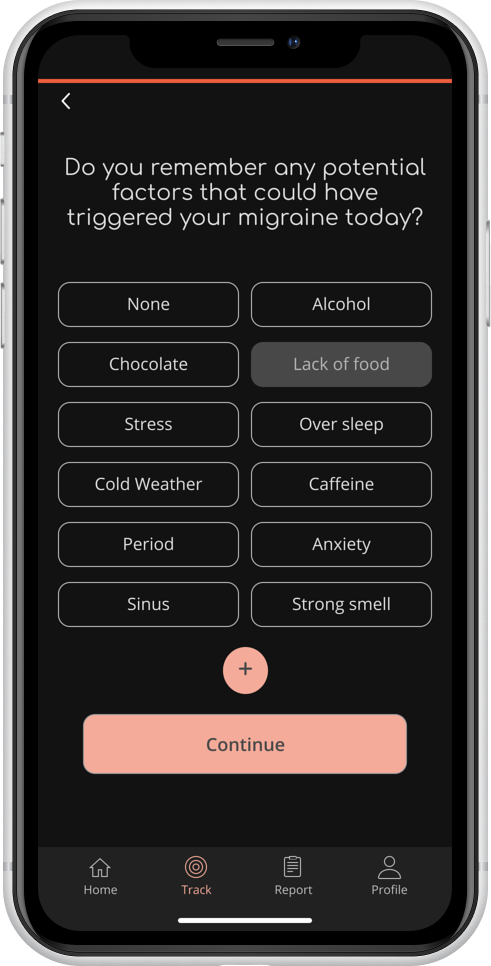 Do you remember any potential
factors that could have
triggered your migraine today?
None
Alcohol
Chocolate
Lack of food
Stress
Over sleep
Cold Weather
Caffeine
Period
Anxiety
Sinus
Strong smell
+
Continue
Home
Track
Report
Profile